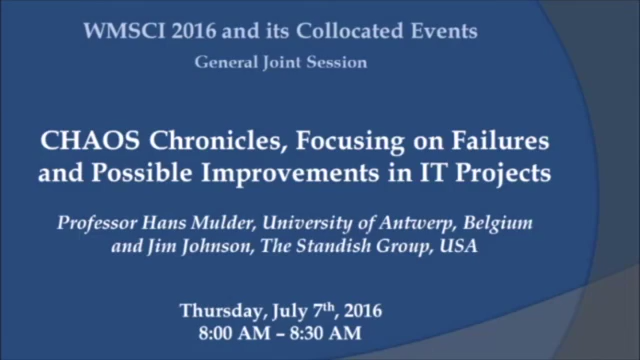 WMSCI 2016 and its Collocated Events
General Joint Session
CHAOS Chronicles, Focusing on Failures
and Possible Improvements in IT Projects
Professor Hans Mulder, University of Antwerp, Belgium
and Jim Johnson, The Standish Group, USA
Thursday, July 7th, 2016
8:00 AM – 8:30 AM